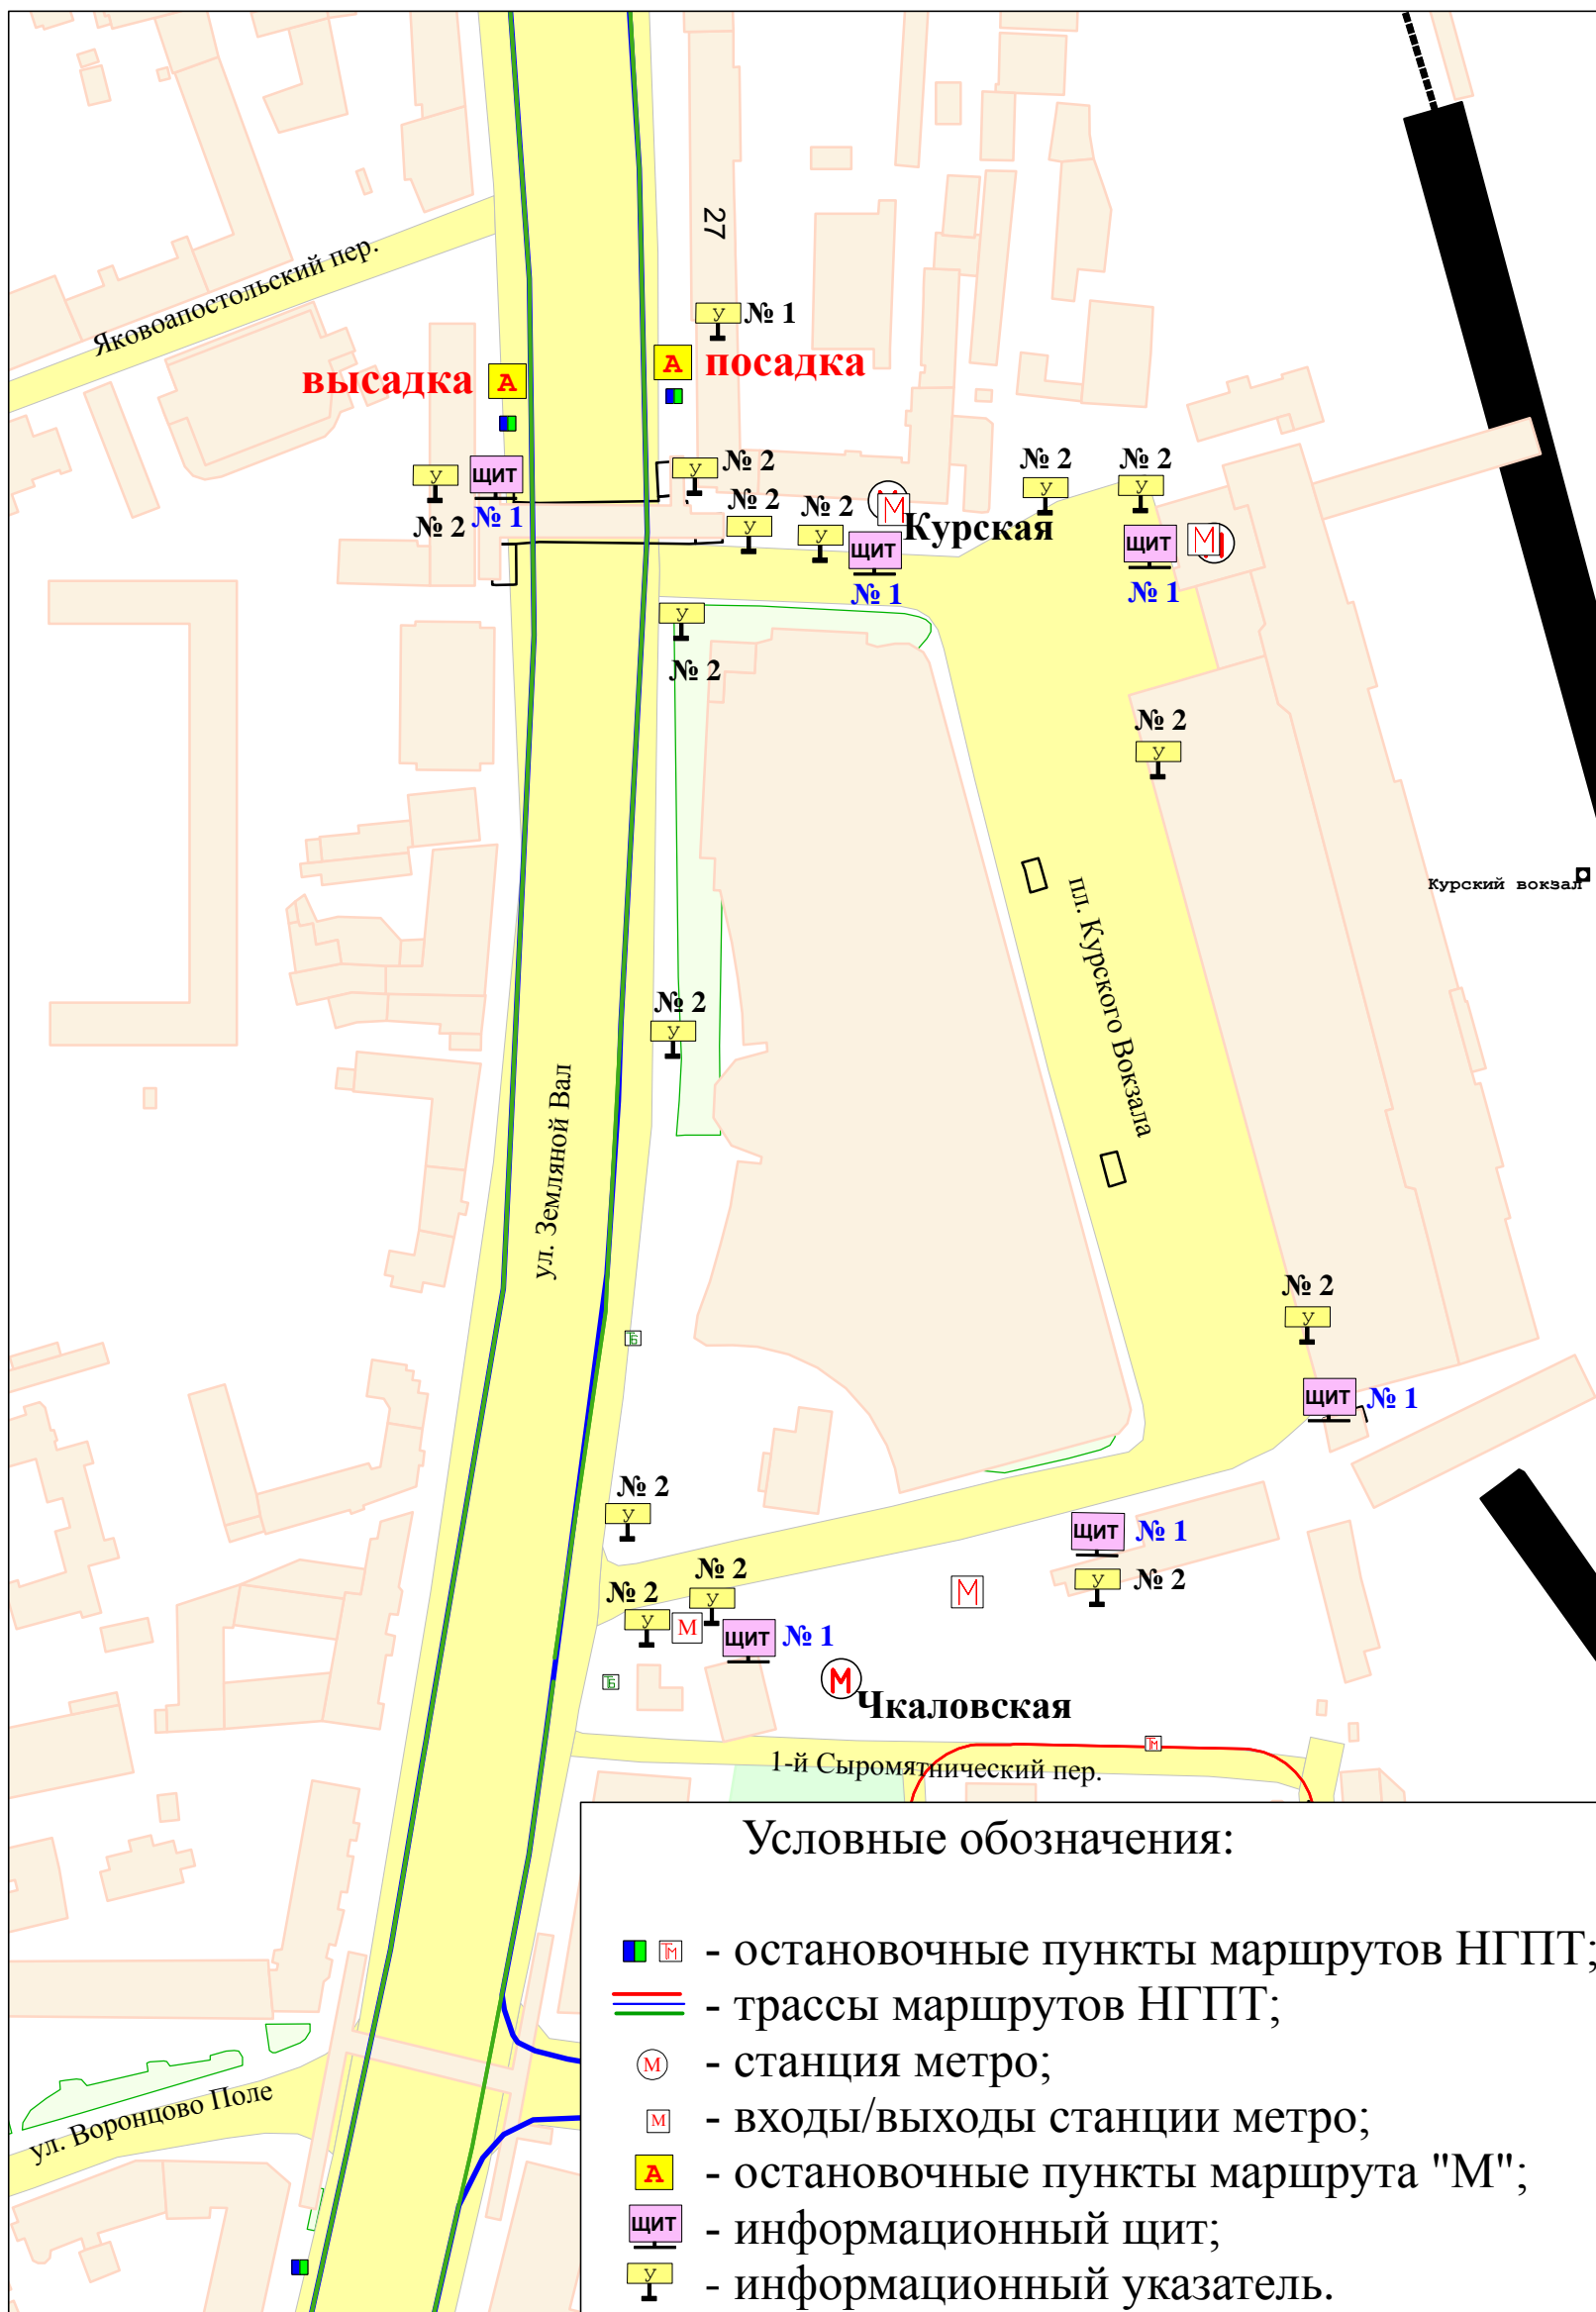 27
Яковоапостольский пер.
У № 1
А посадка
высадка А
У № 2
ЩИТ № 1
У № 2
У № 2
У № 2
М
Курская
ЩИТ
№ 1
У № 2
У № 2
ЩИТ
№ 1
М
У
№ 2
№ 2
У
пл. Курского Вокзала
Курский вокзал
№ 2
У
ул. Земляной Вал
Тб
№ 2
У
ЩИТ № 1
№ 2
У
ЩИТ № 1
У № 2
М
№ 2
У
№ 2
У
М
ЩИТ № 1
Тб
М
Чкаловская
Тм
1-й Сыромятнический пер.
ул. Воронцово Поле
Условные обозначения:
Тм - остановочные пункты маршрутов НГПТ;
- трассы маршрутов НГПТ;
М - станция метро;
М - входы/выходы станции метро;
А - остановочные пункты маршрута "М";
ЩИТ - информационный щит;
У - информационный указатель.